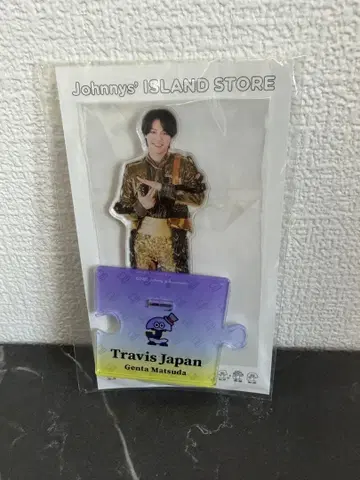 Johnnys' ISLAND STORE
Travis Japan
Genta Matsuda